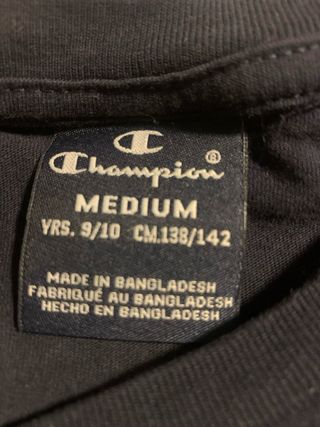 Champion®
MEDIUM
YRS. 9/10 CM.138/142
MADE IN BANGLADESH
FABRIQUÉ AU BANGLADESH
HECHO EN BANGLADESH